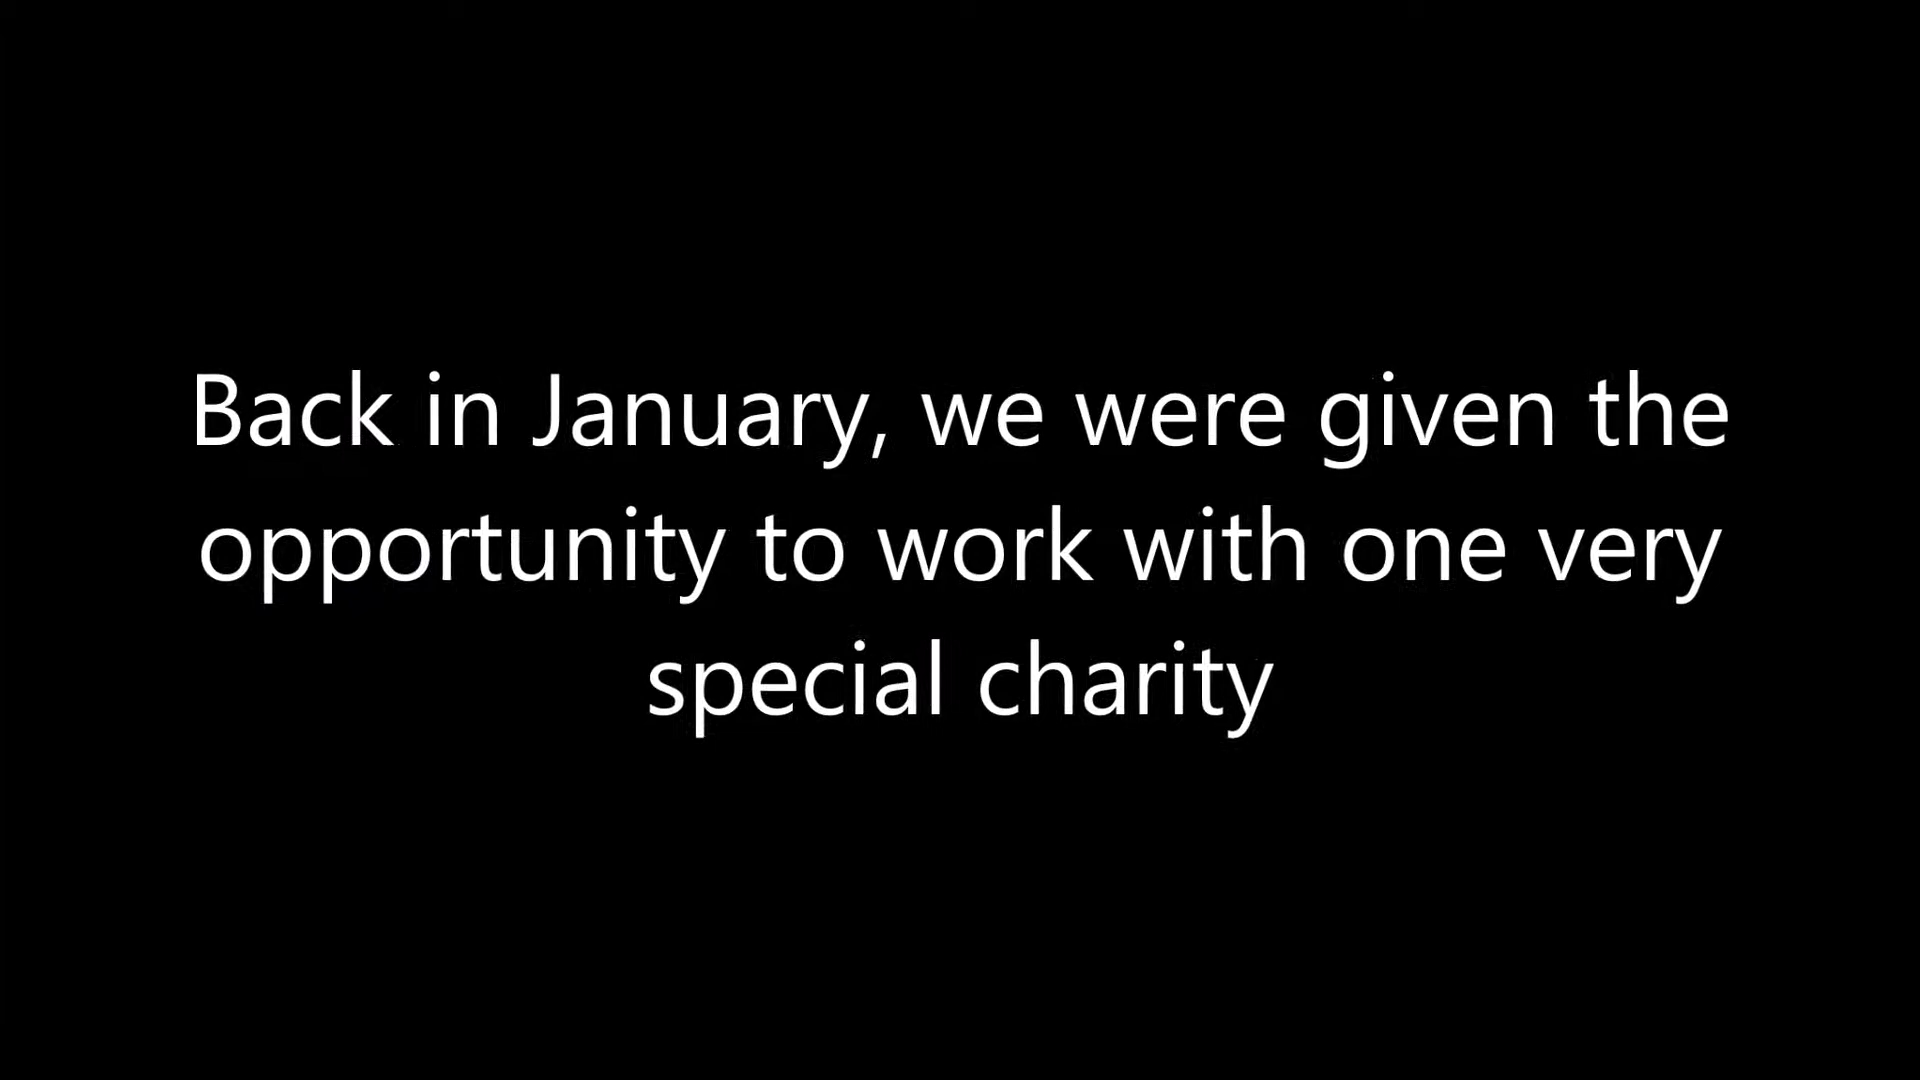 Back in January, we were given the
opportunity to work with one very
special charity